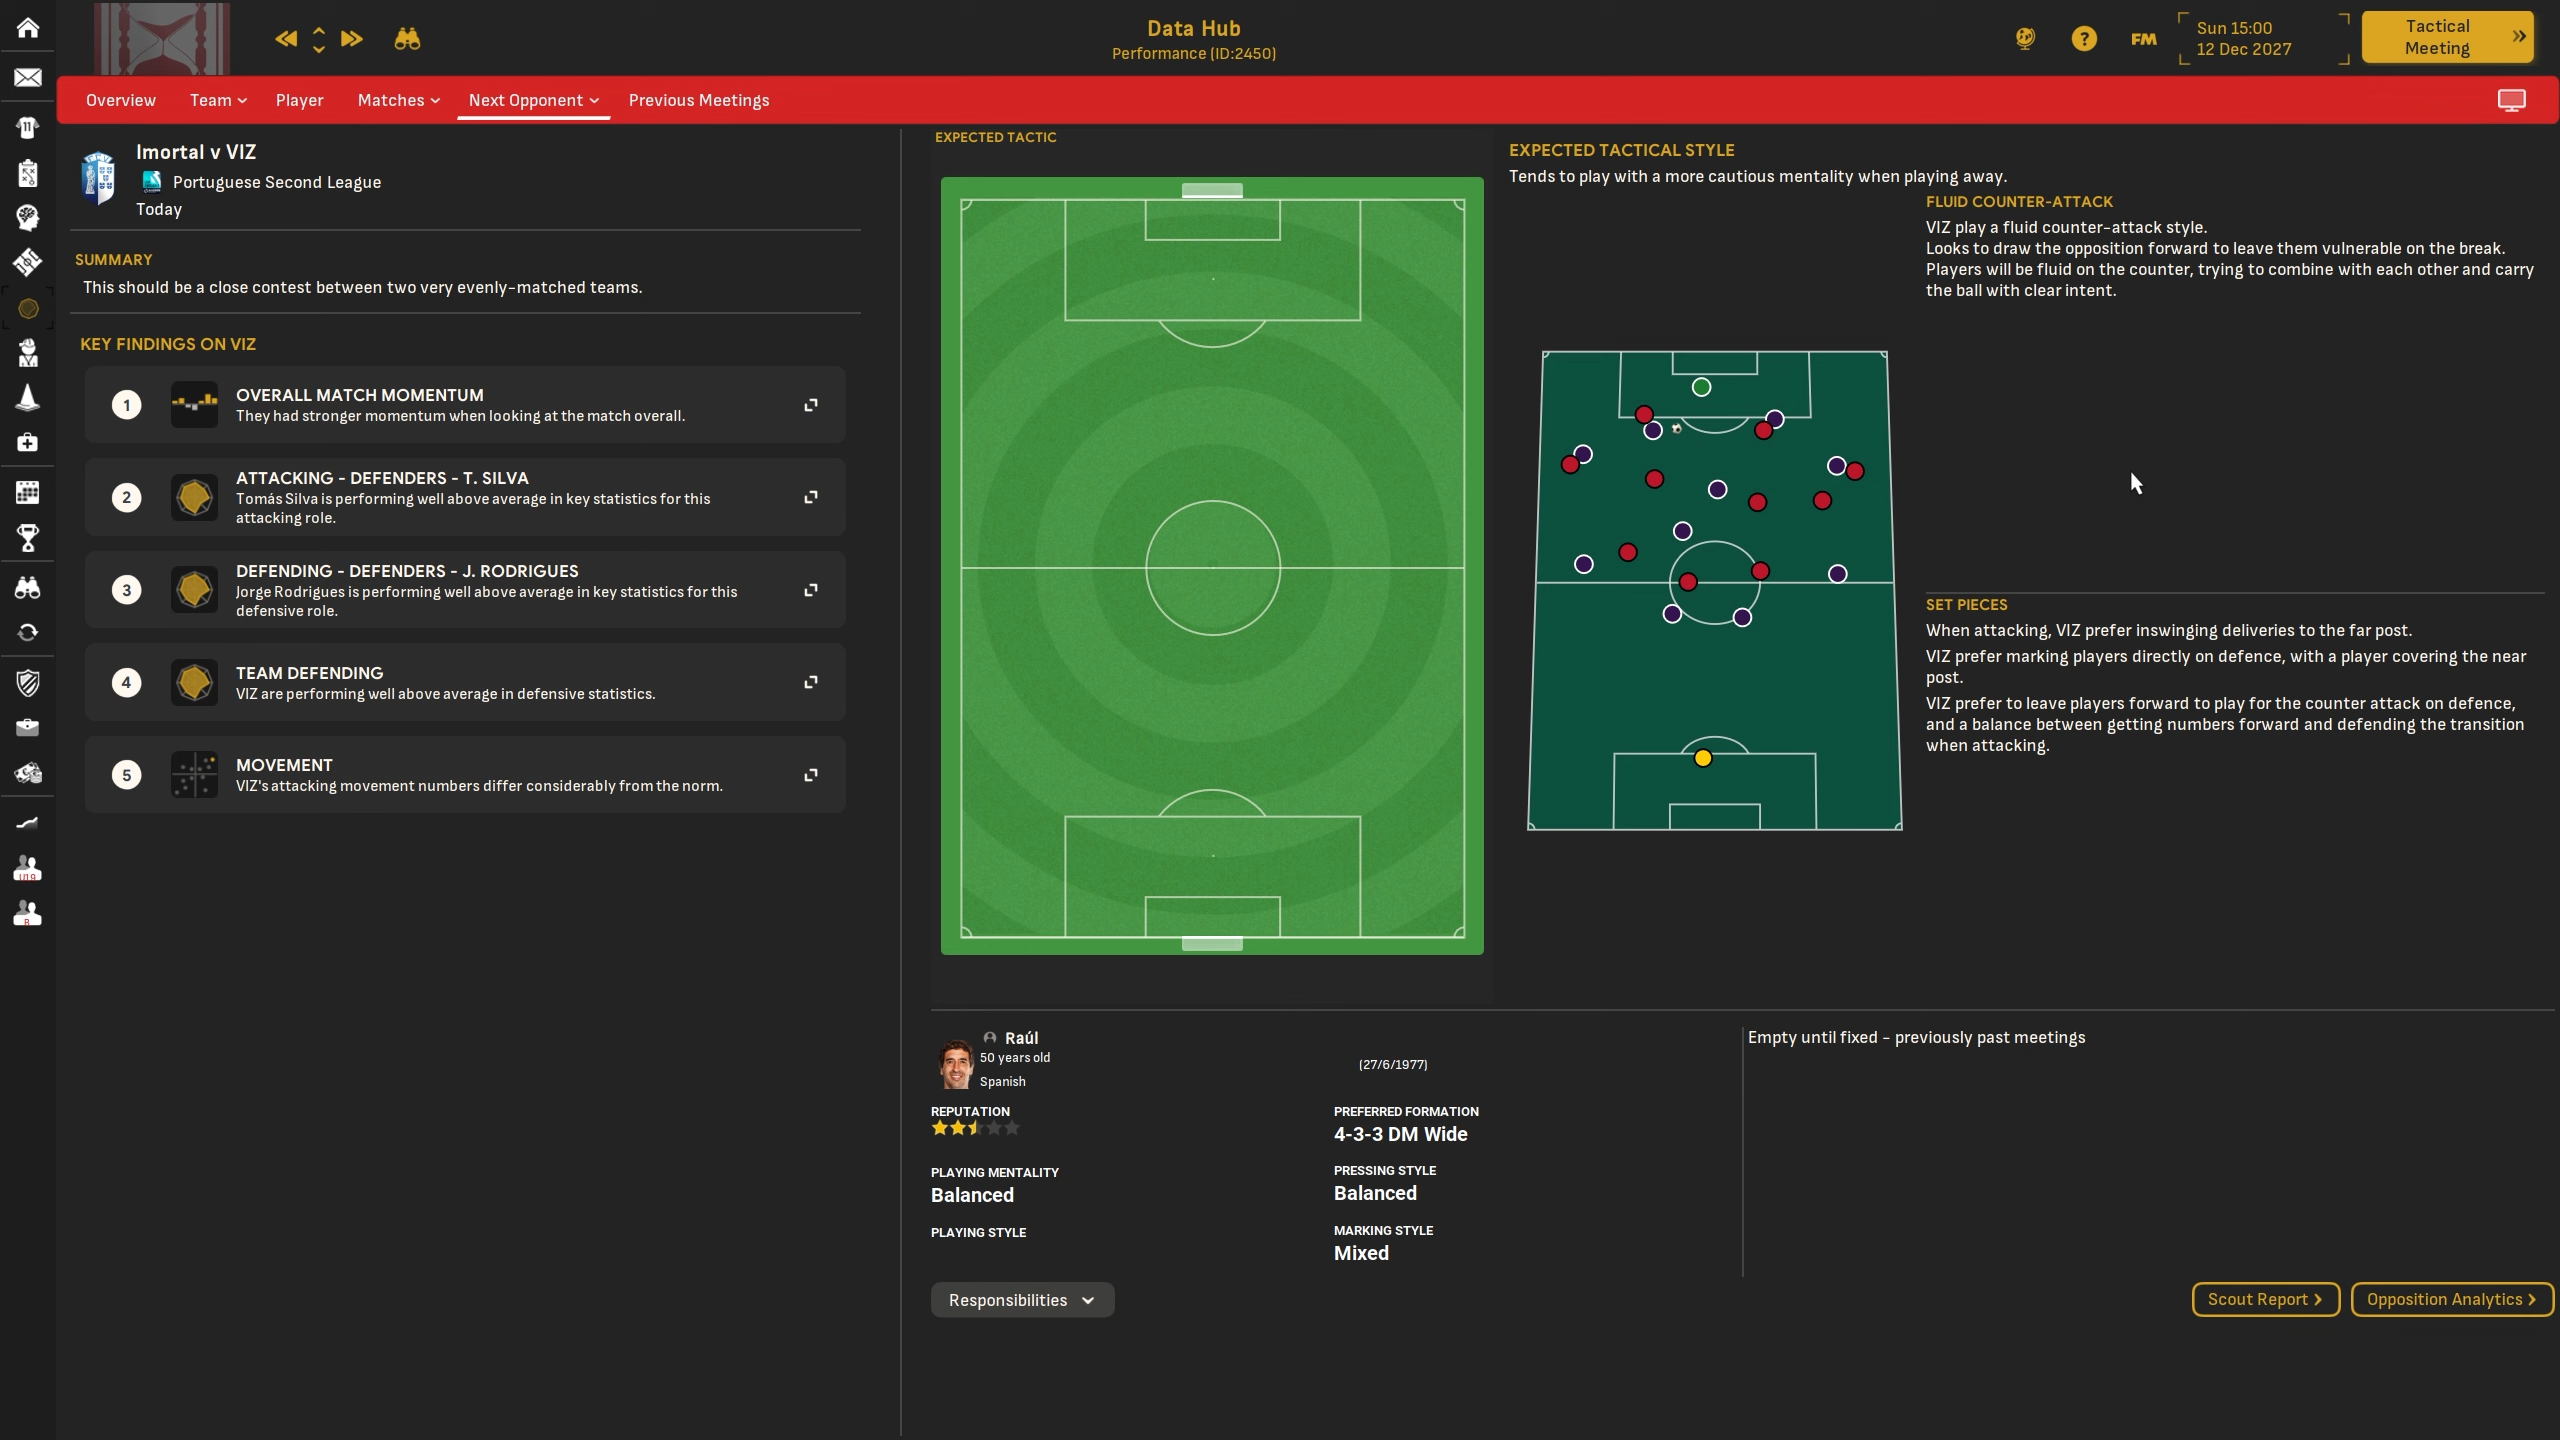 Data Hub
Performance (ID:2450)
FM
Sun 15:00
12 Dec 2027
Tactical
Meeting
Overview
Team
Player
Matches
Next Opponent
Previous Meetings
Imortal v VIZ
Portuguese Second League
Today
SUMMARY
This should be a close contest between two very evenly-matched teams.
KEY FINDINGS ON VIZ
1
OVERALL MATCH MOMENTUM
They had stronger momentum when looking at the match overall.
2
ATTACKING - DEFENDERS - T. SILVA
Tomás Silva is performing well above average in key statistics for this
attacking role.
3
DEFENDING - DEFENDERS - J. RODRIGUES
Jorge Rodrigues is performing well above average in key statistics for this
defensive role.
4
TEAM DEFENDING
VIZ are performing well above average in defensive statistics.
5
MOVEMENT
VIZ's attacking movement numbers differ considerably from the norm.
U19
B
EXPECTED TACTIC
EXPECTED TACTICAL STYLE
Tends to play with a more cautious mentality when playing away.
FLUID COUNTER-ATTACK
VIZ play a fluid counter-attack style.
Looks to draw the opposition forward to leave them vulnerable on the break.
Players will be fluid on the counter, trying to combine with each other and carry
the ball with clear intent.
SET PIECES
When attacking, VIZ prefer inswinging deliveries to the far post.
VIZ prefer marking players directly on defence, with a player covering the near
post.
VIZ prefer to leave players forward to play for the counter attack on defence,
and a balance between getting numbers forward and defending the transition
when attacking.
Raúl
50 years old
Spanish
(27/6/1977)
REPUTATION
PREFERRED FORMATION
4-3-3 DM Wide
PLAYING MENTALITY
Balanced
PRESSING STYLE
Balanced
PLAYING STYLE
MARKING STYLE
Mixed
Empty until fixed - previously past meetings
Responsibilities
Scout Report
Opposition Analytics